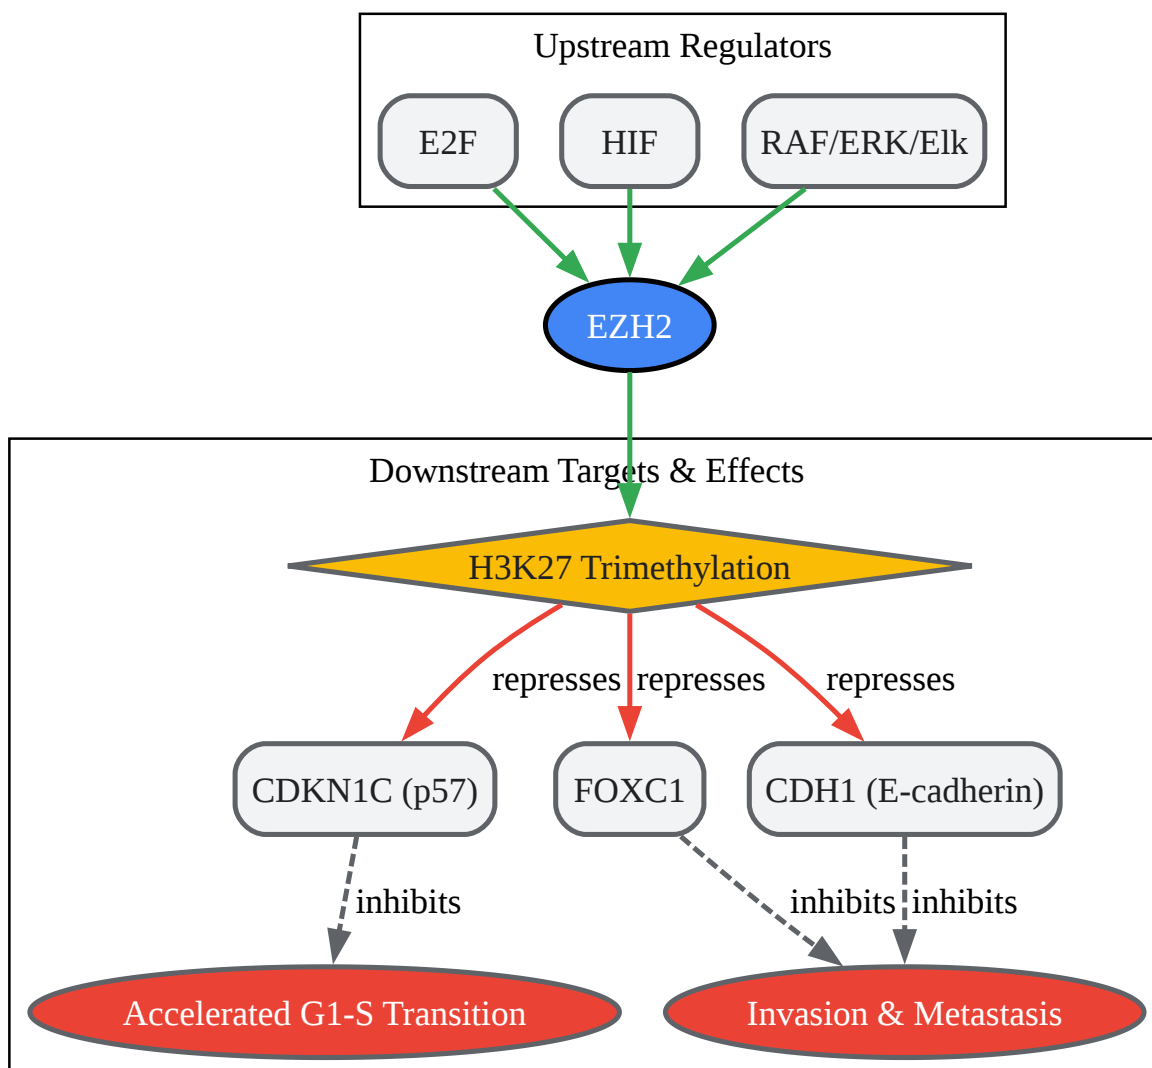 Upstream Regulators
E2F
HIF
RAF/ERK/Elk
EZH2
Downstream Targets & Effects
H3K27 Trimethylation
represses
represses
represses
CDKN1C (p57)
FOXC1
CDH1 (E-cadherin)
inhibits
inhibits
inhibits
Accelerated G1-S Transition
Invasion & Metastasis